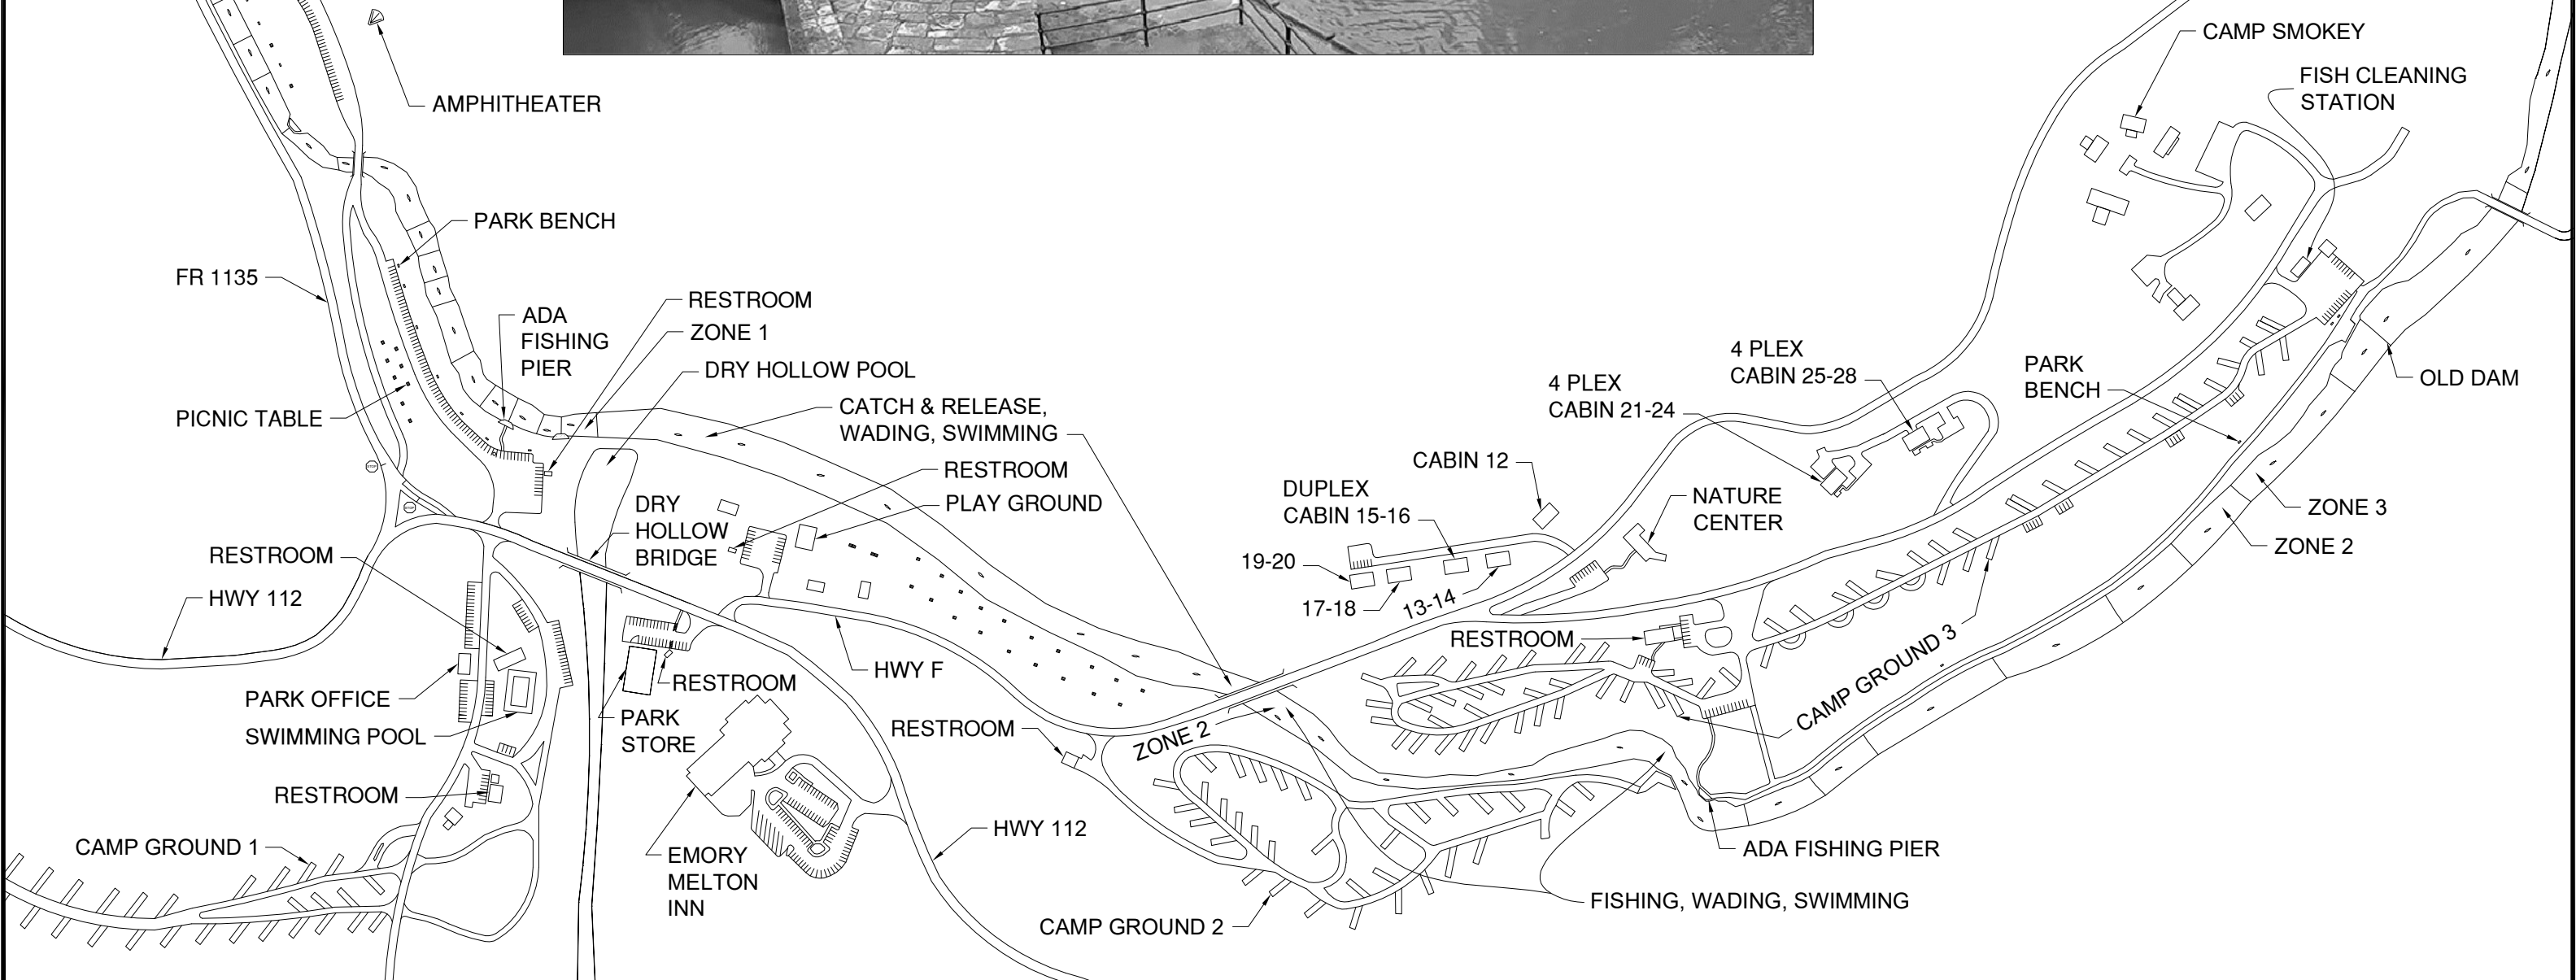 CAMP SMOKEY
FISH CLEANING
STATION
AMPHITHEATER
PARK BENCH
FR 1135
ADA
FISHING
PIER
RESTROOM
ZONE 1
DRY HOLLOW POOL
CATCH & RELEASE,
WADING, SWIMMING
PICNIC TABLE
RESTROOM
PLAY GROUND
DRY
HOLLOW
BRIDGE
4 PLEX
CABIN 25-28
4 PLEX
CABIN 21-24
PARK
BENCH
OLD DAM
CABIN 12
DUPLEX
CABIN 15-16
NATURE
CENTER
ZONE 3
ZONE 2
19-20
17-18
13-14
RESTROOM
HWY 112
RESTROOM
CAMP GROUND 3
HWY F
PARK OFFICE
SWIMMING POOL
RESTROOM
PARK
STORE
RESTROOM
ZONE 2
RESTROOM
CAMP GROUND 1
EMORY
MELTON
INN
HWY 112
ADA FISHING PIER
FISHING, WADING, SWIMMING
CAMP GROUND 2